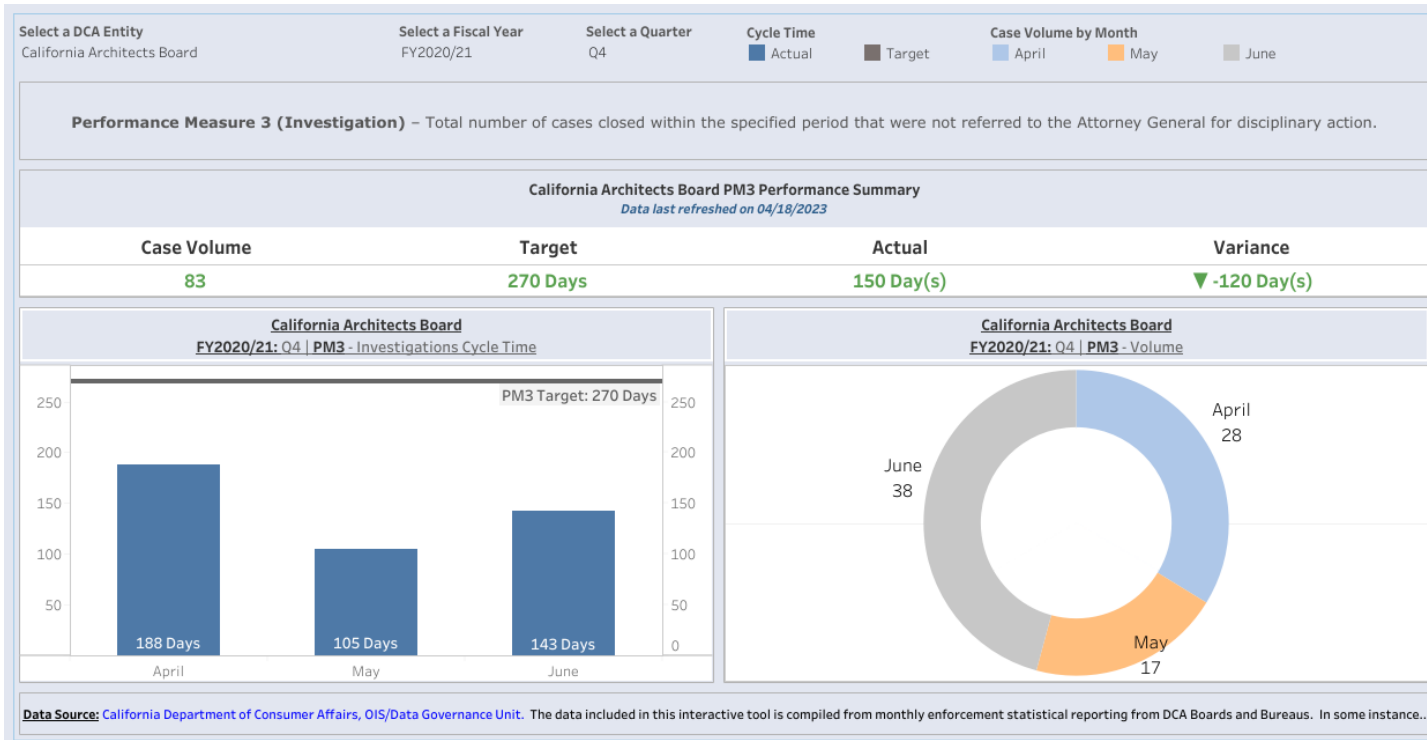 Select a DCA Entity Select a Fiscal Year Select a Quarter Cycle Time Case Volume by Month
California Architects Board FY2020/21 Q4 Actual Target April May June
Performance Measure 3 (Investigation) – Total number of cases closed within the specified period that were not referred to the Attorney General for disciplinary action.
California Architects Board PM3 Performance Summary
Data last refreshed on 04/18/2023
Case Volume Target Actual Variance
83 270 Days 150 Day(s) ▼ -120 Day(s)
California Architects Board
FY2020/21: Q4 | PM3 - Investigations Cycle Time
PM3 Target: 270 Days
250 250
200 200
150 150
100 100
50 50
0
188 Days 105 Days 143 Days
April May June
California Architects Board
FY2020/21: Q4 | PM3 - Volume
April
28
June
38
May
17
Data Source: California Department of Consumer Affairs, OIS/Data Governance Unit. The data included in this interactive tool is compiled from monthly enforcement statistical reporting from DCA Boards and Bureaus. In some instance..